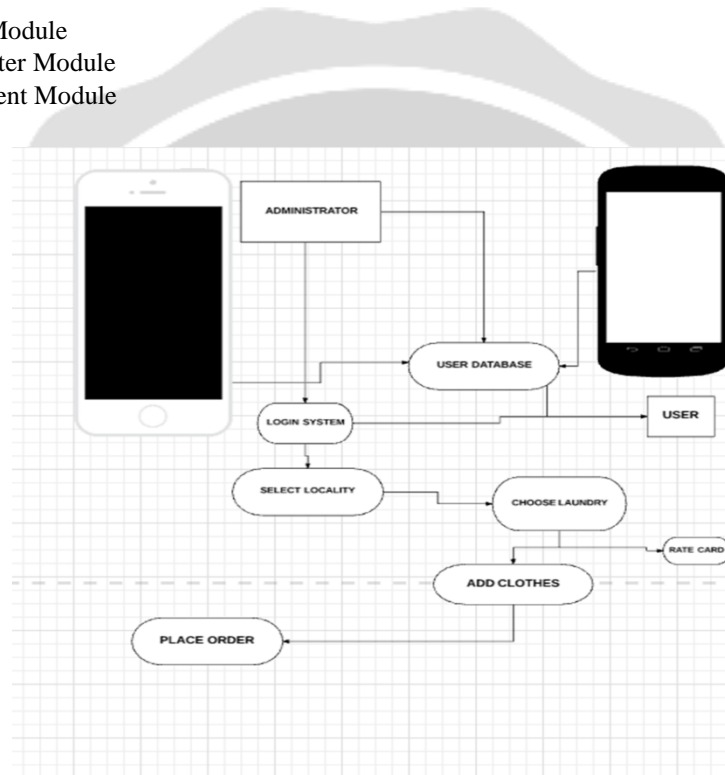 Module
ter Module
ent Module
ADMINISTRATOR
USER DATABASE
LOGIN SYSTEM
USER
SELECT LOCALITY
CHOOSE LAUNDRY
RATE CARD
ADD CLOTHES
PLACE ORDER